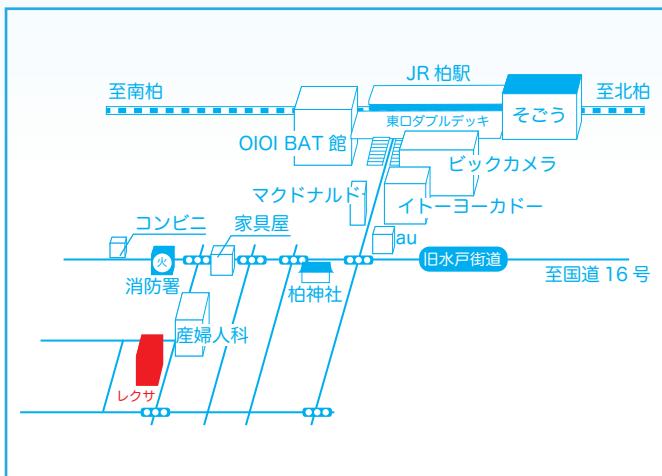 JR 柏駅
至南柏
至北柏
そごう
東口ダブルデッキ
OIOI BAT 館
ビックカメラ
マクドナルド
イトーヨーカドー
コンビニ
家具屋
au
火
旧水戸街道
消防署
柏神社
至国道 16 号
産婦人科
レクサ